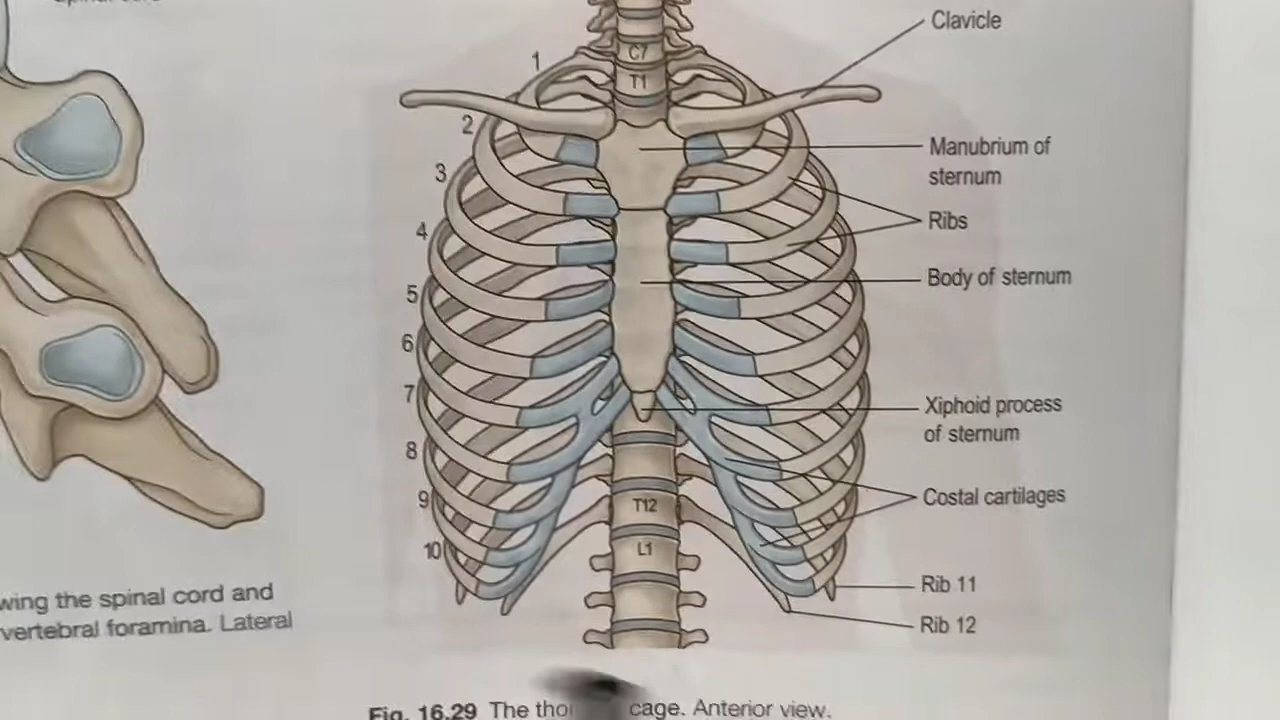 Clavicle
C7
1
T1
2
Manubrium of
sternum
3
Ribs
4
Body of sternum
5
6
7
Xiphoid process
of sternum
8
Costal cartilages
9
T12
10
L1
Rib 11
Rib 12
wing the spinal cord and
vertebral foramina. Lateral
Fig. 16.29 The tho cage. Anterior view.